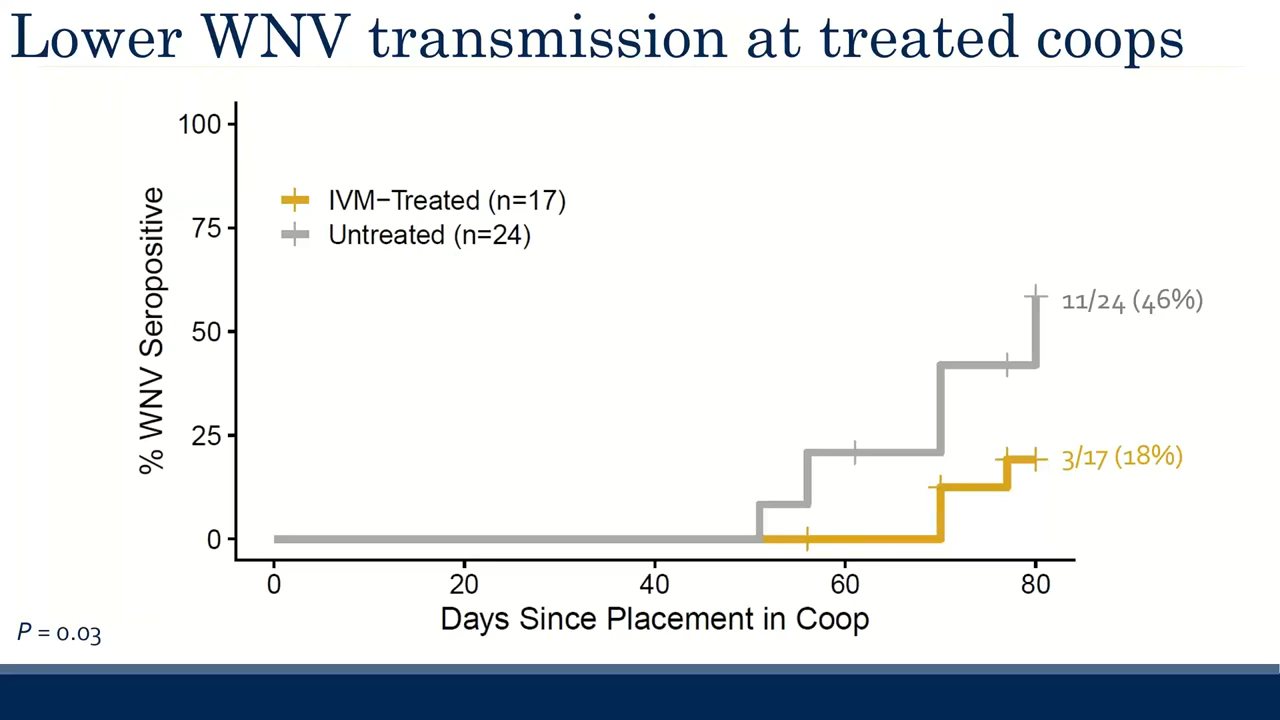 Lower WNV transmission at treated coops
100
75
50
25
0
% WNV Seropositive
IVM−Treated (n=17)
Untreated (n=24)
11/24 (46%)
3/17 (18%)
0 20 40 60 80
Days Since Placement in Coop
P = 0.03